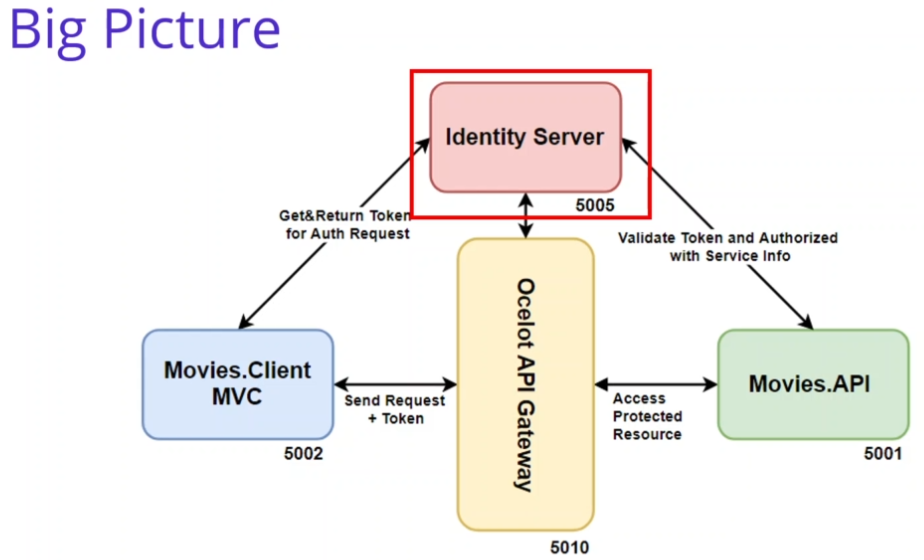 Big Picture
Identity Server
5005
Get&Return Token
for Auth Request
Validate Token and Authorized
with Service Info
Ocelot API Gateway
Movies.Client
MVC
Send Request
+ Token
Access
Protected
Resource
Movies.API
5002
5001
5010